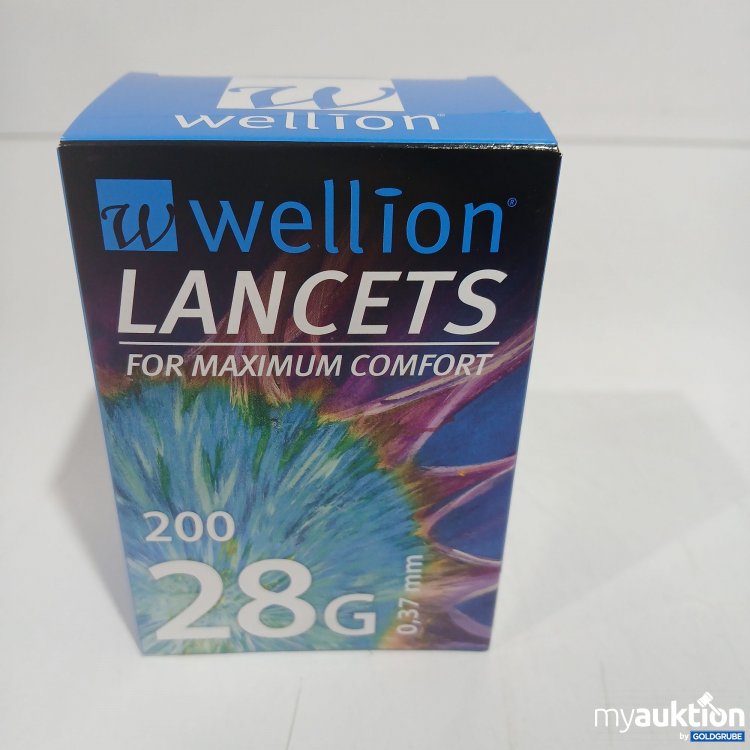 w
wellion®
w wellion®
LANCETS
FOR MAXIMUM COMFORT
200
28G
0,37 mm
myauktion
by GOLDGRUBE